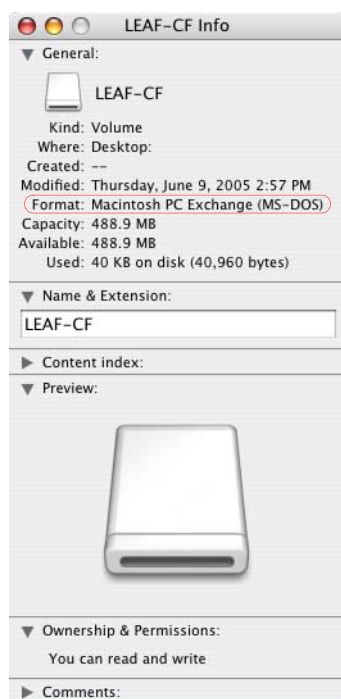 LEAF-CF Info
General:
LEAF-CF
Kind: Volume
Where: Desktop:
Created: --
Modified: Thursday, June 9, 2005 2:57 PM
Format: Macintosh PC Exchange (MS-DOS)
Capacity: 488.9 MB
Available: 488.9 MB
Used: 40 KB on disk (40,960 bytes)
Name & Extension:
LEAF-CF
Content index:
Preview:
Ownership & Permissions:
You can read and write
Comments: